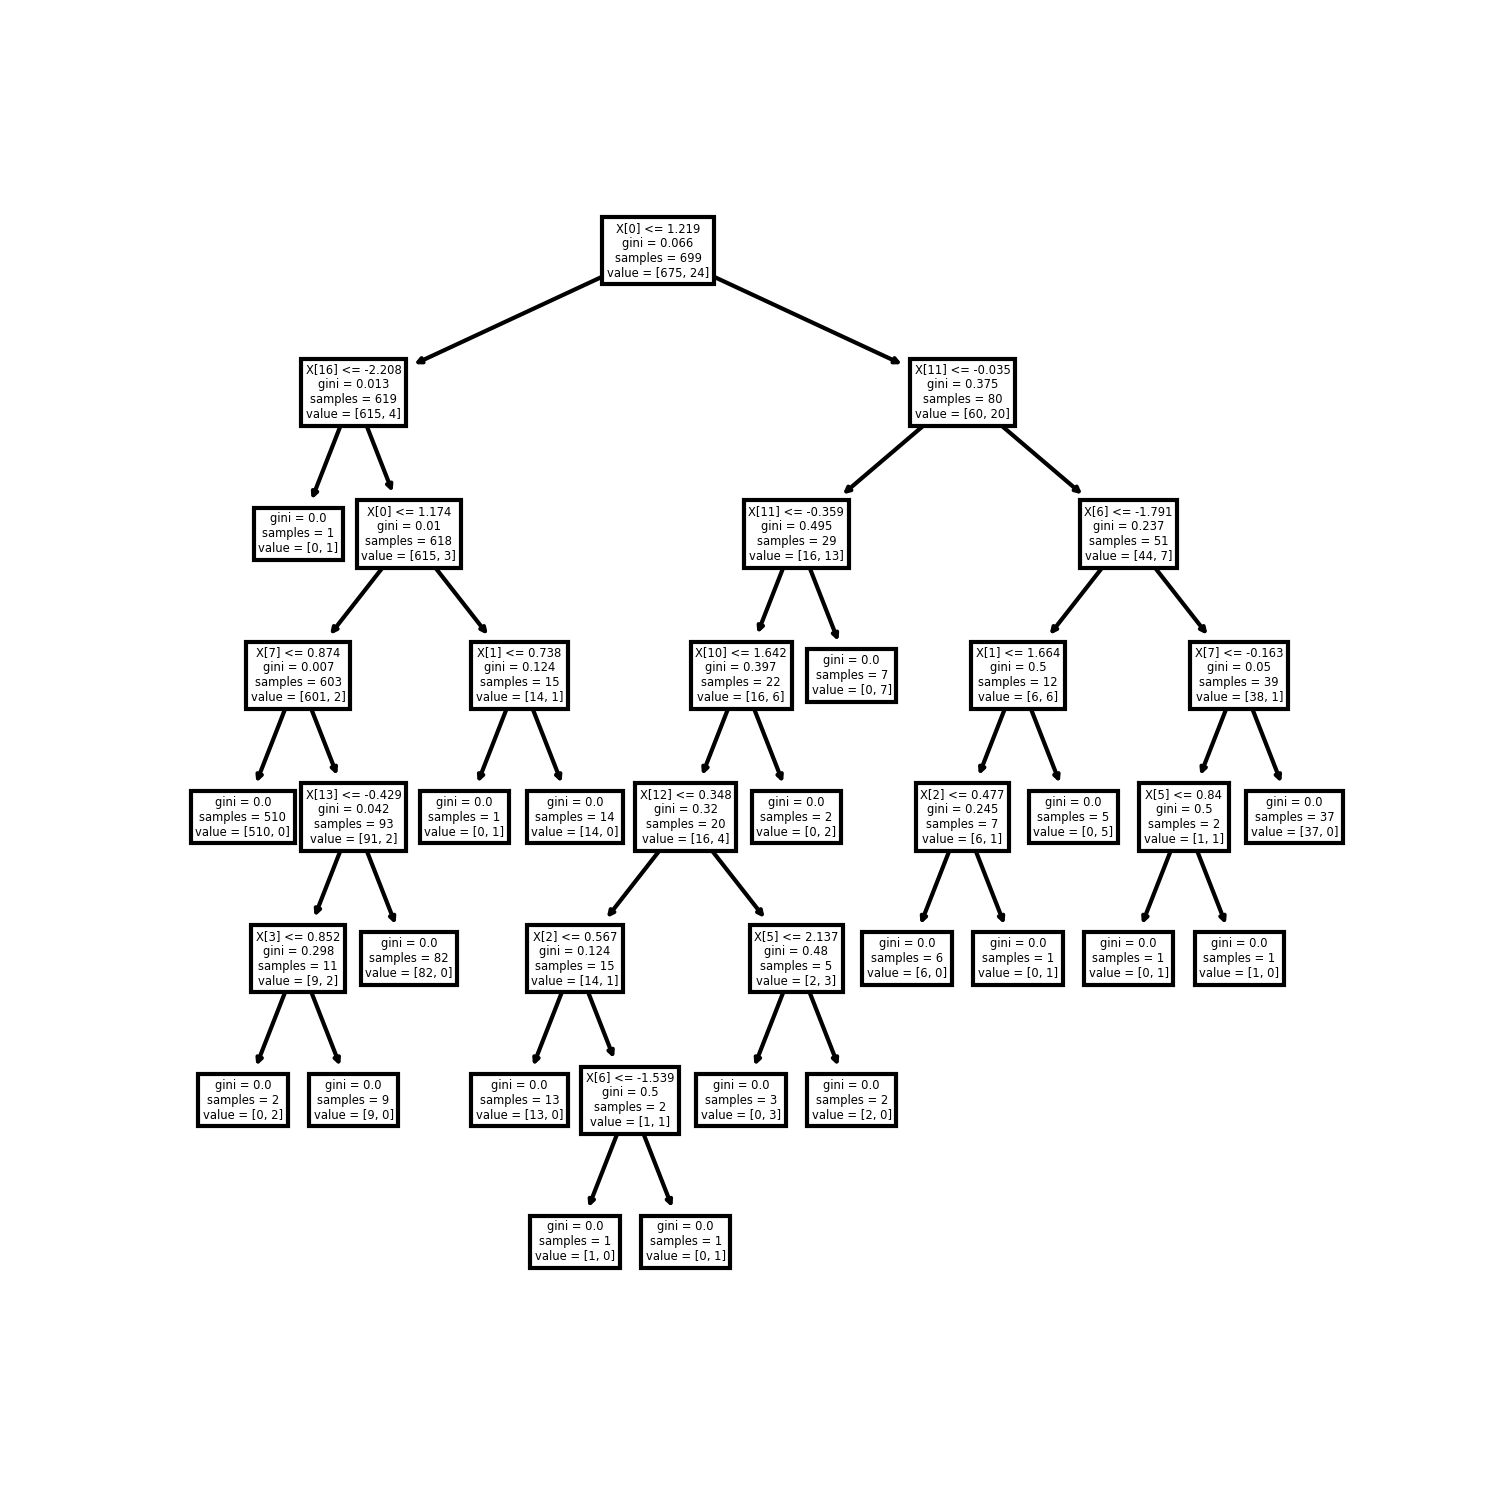 X[0] <= 1.219
gini = 0.066
samples = 699
value = [675, 24]
X[16] <= -2.208
gini = 0.013
samples = 619
value = [615, 4]
X[11] <= -0.035
gini = 0.375
samples = 80
value = [60, 20]
gini = 0.0
samples = 1
value = [0, 1]
X[0] <= 1.174
gini = 0.01
samples = 618
value = [615, 3]
X[11] <= -0.359
gini = 0.495
samples = 29
value = [16, 13]
X[6] <= -1.791
gini = 0.237
samples = 51
value = [44, 7]
X[7] <= 0.874
gini = 0.007
samples = 603
value = [601, 2]
X[1] <= 0.738
gini = 0.124
samples = 15
value = [14, 1]
X[10] <= 1.642
gini = 0.397
samples = 22
value = [16, 6]
gini = 0.0
samples = 7
value = [0, 7]
X[1] <= 1.664
gini = 0.5
samples = 12
value = [6, 6]
X[7] <= -0.163
gini = 0.05
samples = 39
value = [38, 1]
gini = 0.0
samples = 510
value = [510, 0]
X[13] <= -0.429
gini = 0.042
samples = 93
value = [91, 2]
gini = 0.0
samples = 1
value = [0, 1]
gini = 0.0
samples = 14
value = [14, 0]
X[12] <= 0.348
gini = 0.32
samples = 20
value = [16, 4]
gini = 0.0
samples = 2
value = [0, 2]
X[2] <= 0.477
gini = 0.245
samples = 7
value = [6, 1]
gini = 0.0
samples = 5
value = [0, 5]
X[5] <= 0.84
gini = 0.5
samples = 2
value = [1, 1]
gini = 0.0
samples = 37
value = [37, 0]
X[3] <= 0.852
gini = 0.298
samples = 11
value = [9, 2]
gini = 0.0
samples = 82
value = [82, 0]
X[2] <= 0.567
gini = 0.124
samples = 15
value = [14, 1]
X[5] <= 2.137
gini = 0.48
samples = 5
value = [2, 3]
gini = 0.0
samples = 6
value = [6, 0]
gini = 0.0
samples = 1
value = [0, 1]
gini = 0.0
samples = 1
value = [0, 1]
gini = 0.0
samples = 1
value = [1, 0]
gini = 0.0
samples = 2
value = [0, 2]
gini = 0.0
samples = 9
value = [9, 0]
gini = 0.0
samples = 13
value = [13, 0]
X[6] <= -1.539
gini = 0.5
samples = 2
value = [1, 1]
gini = 0.0
samples = 3
value = [0, 3]
gini = 0.0
samples = 2
value = [2, 0]
gini = 0.0
samples = 1
value = [1, 0]
gini = 0.0
samples = 1
value = [0, 1]